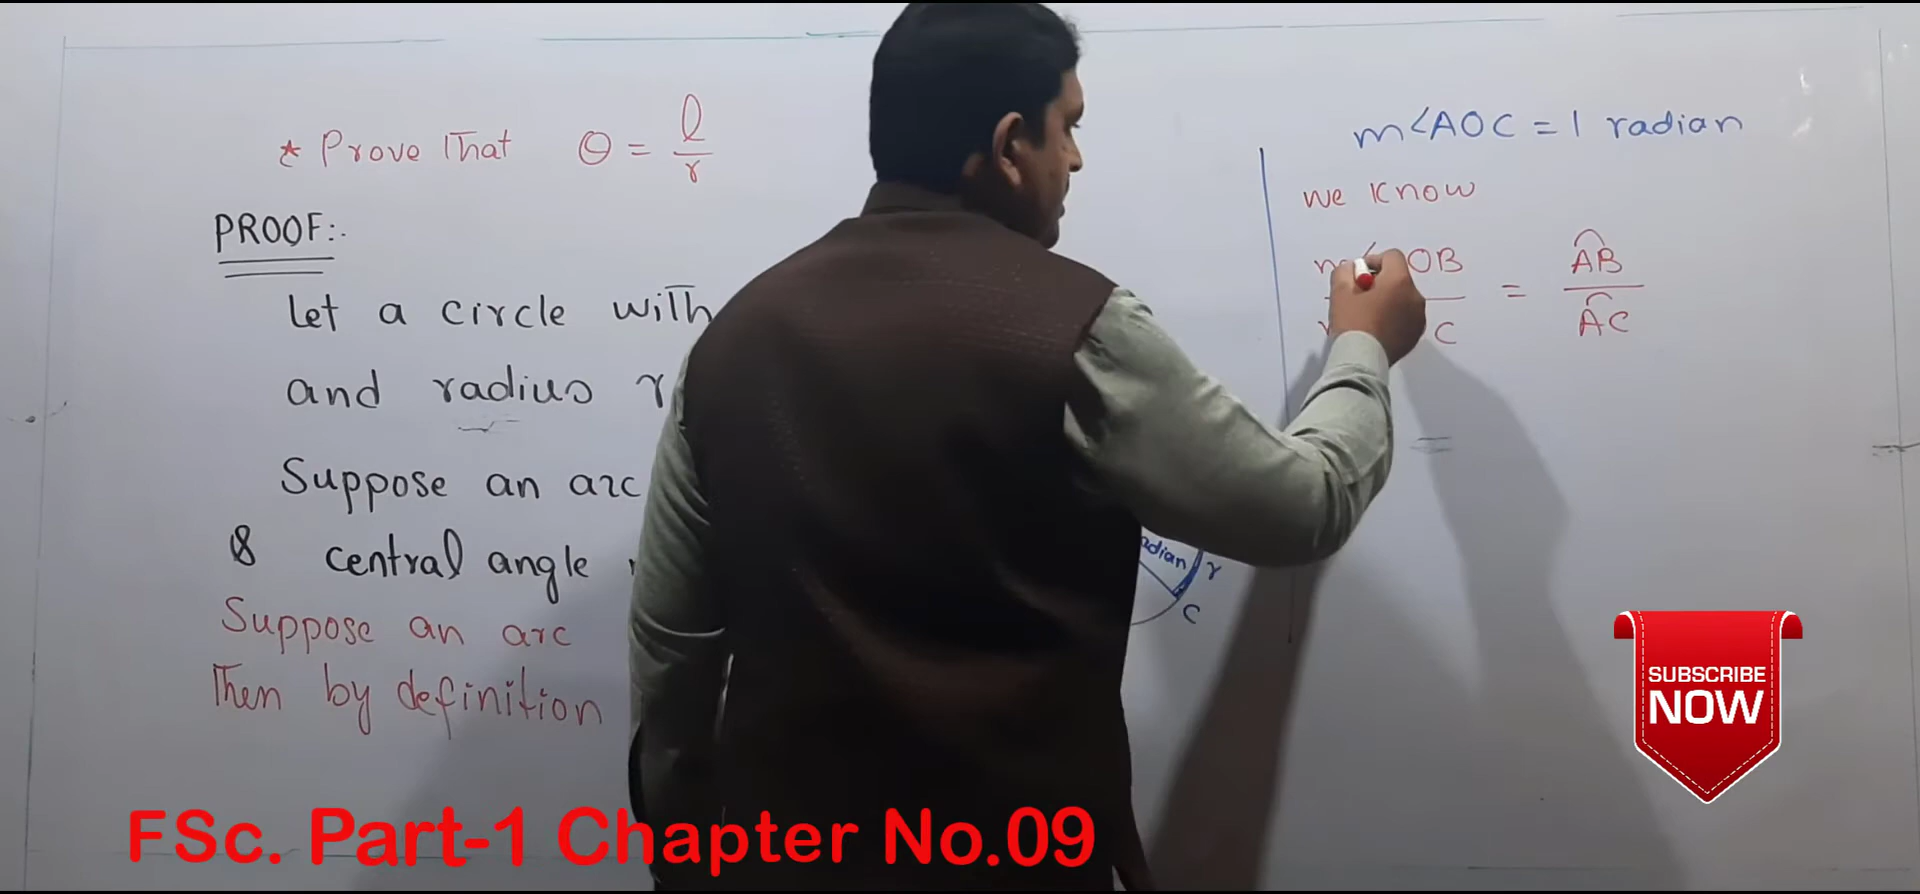 * Prove That θ = l/r
PROOF:-
Let a circle with
and radius r
Suppose an arc
& central angle
Suppose an arc
Then by definition
m∠AOC = 1 radian
we know
OB = AB
C AC
adian r
C
SUBSCRIBE
NOW
FSc. Part-1 Chapter No.09